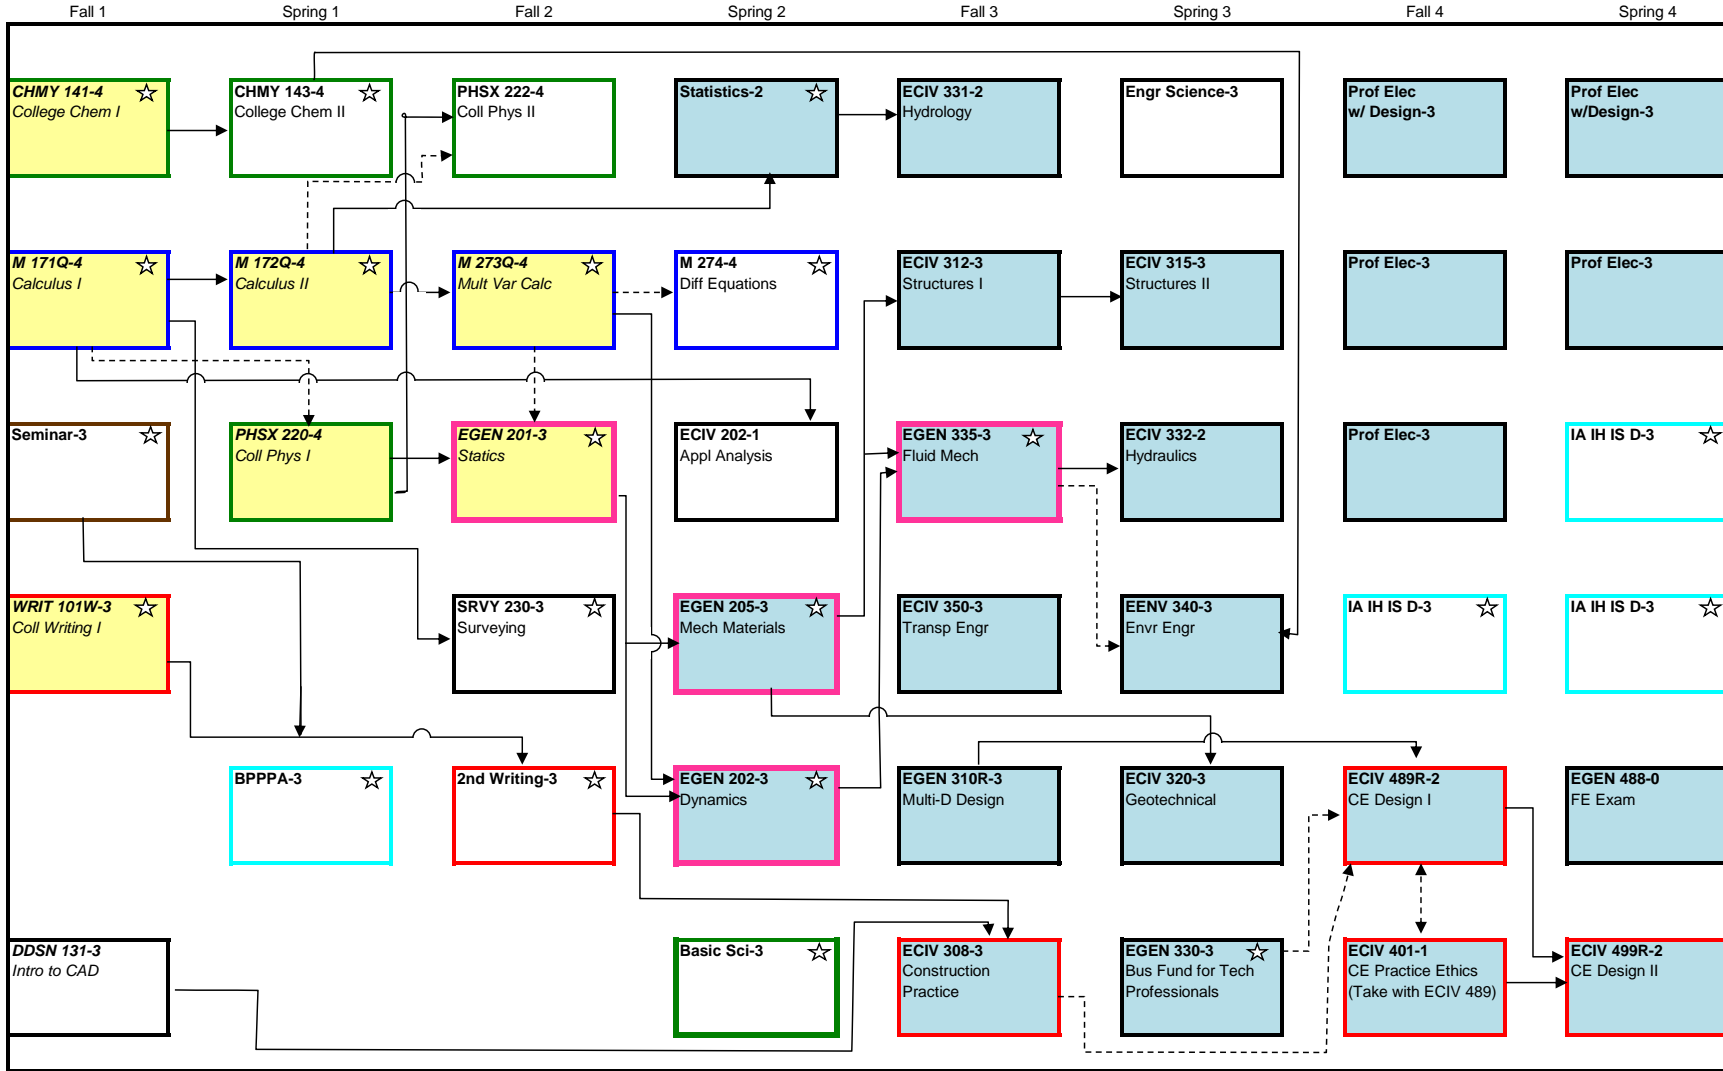 Fall 1
Spring 1
Fall 2
Spring 2
Fall 3
Spring 3
Fall 4
Spring 4
CHMY 141-4
College Chem I
CHMY 143-4
College Chem II
PHSX 222-4
Coll Phys II
Statistics-2
ECIV 331-2
Hydrology
Engr Science-3
Prof Elec
w/ Design-3
Prof Elec
w/Design-3
M 171Q-4
Calculus I
M 172Q-4
Calculus II
M 273Q-4
Mult Var Calc
M 274-4
Diff Equations
ECIV 312-3
Structures I
ECIV 315-3
Structures II
Prof Elec-3
Prof Elec-3
Seminar-3
PHSX 220-4
Coll Phys I
EGEN 201-3
Statics
ECIV 202-1
Appl Analysis
EGEN 335-3
Fluid Mech
ECIV 332-2
Hydraulics
Prof Elec-3
IA IH IS D-3
WRIT 101W-3
Coll Writing I
SRVY 230-3
Surveying
EGEN 205-3
Mech Materials
ECIV 350-3
Transp Engr
EENV 340-3
Envr Engr
IA IH IS D-3
IA IH IS D-3
BPPPA-3
2nd Writing-3
EGEN 202-3
Dynamics
EGEN 310R-3
Multi-D Design
ECIV 320-3
Geotechnical
ECIV 489R-2
CE Design I
EGEN 488-0
FE Exam
DDSN 131-3
Intro to CAD
Basic Sci-3
ECIV 308-3
Construction
Practice
EGEN 330-3
Bus Fund for Tech
Professionals
ECIV 401-1
CE Practice Ethics
(Take with ECIV 489)
ECIV 499R-2
CE Design II